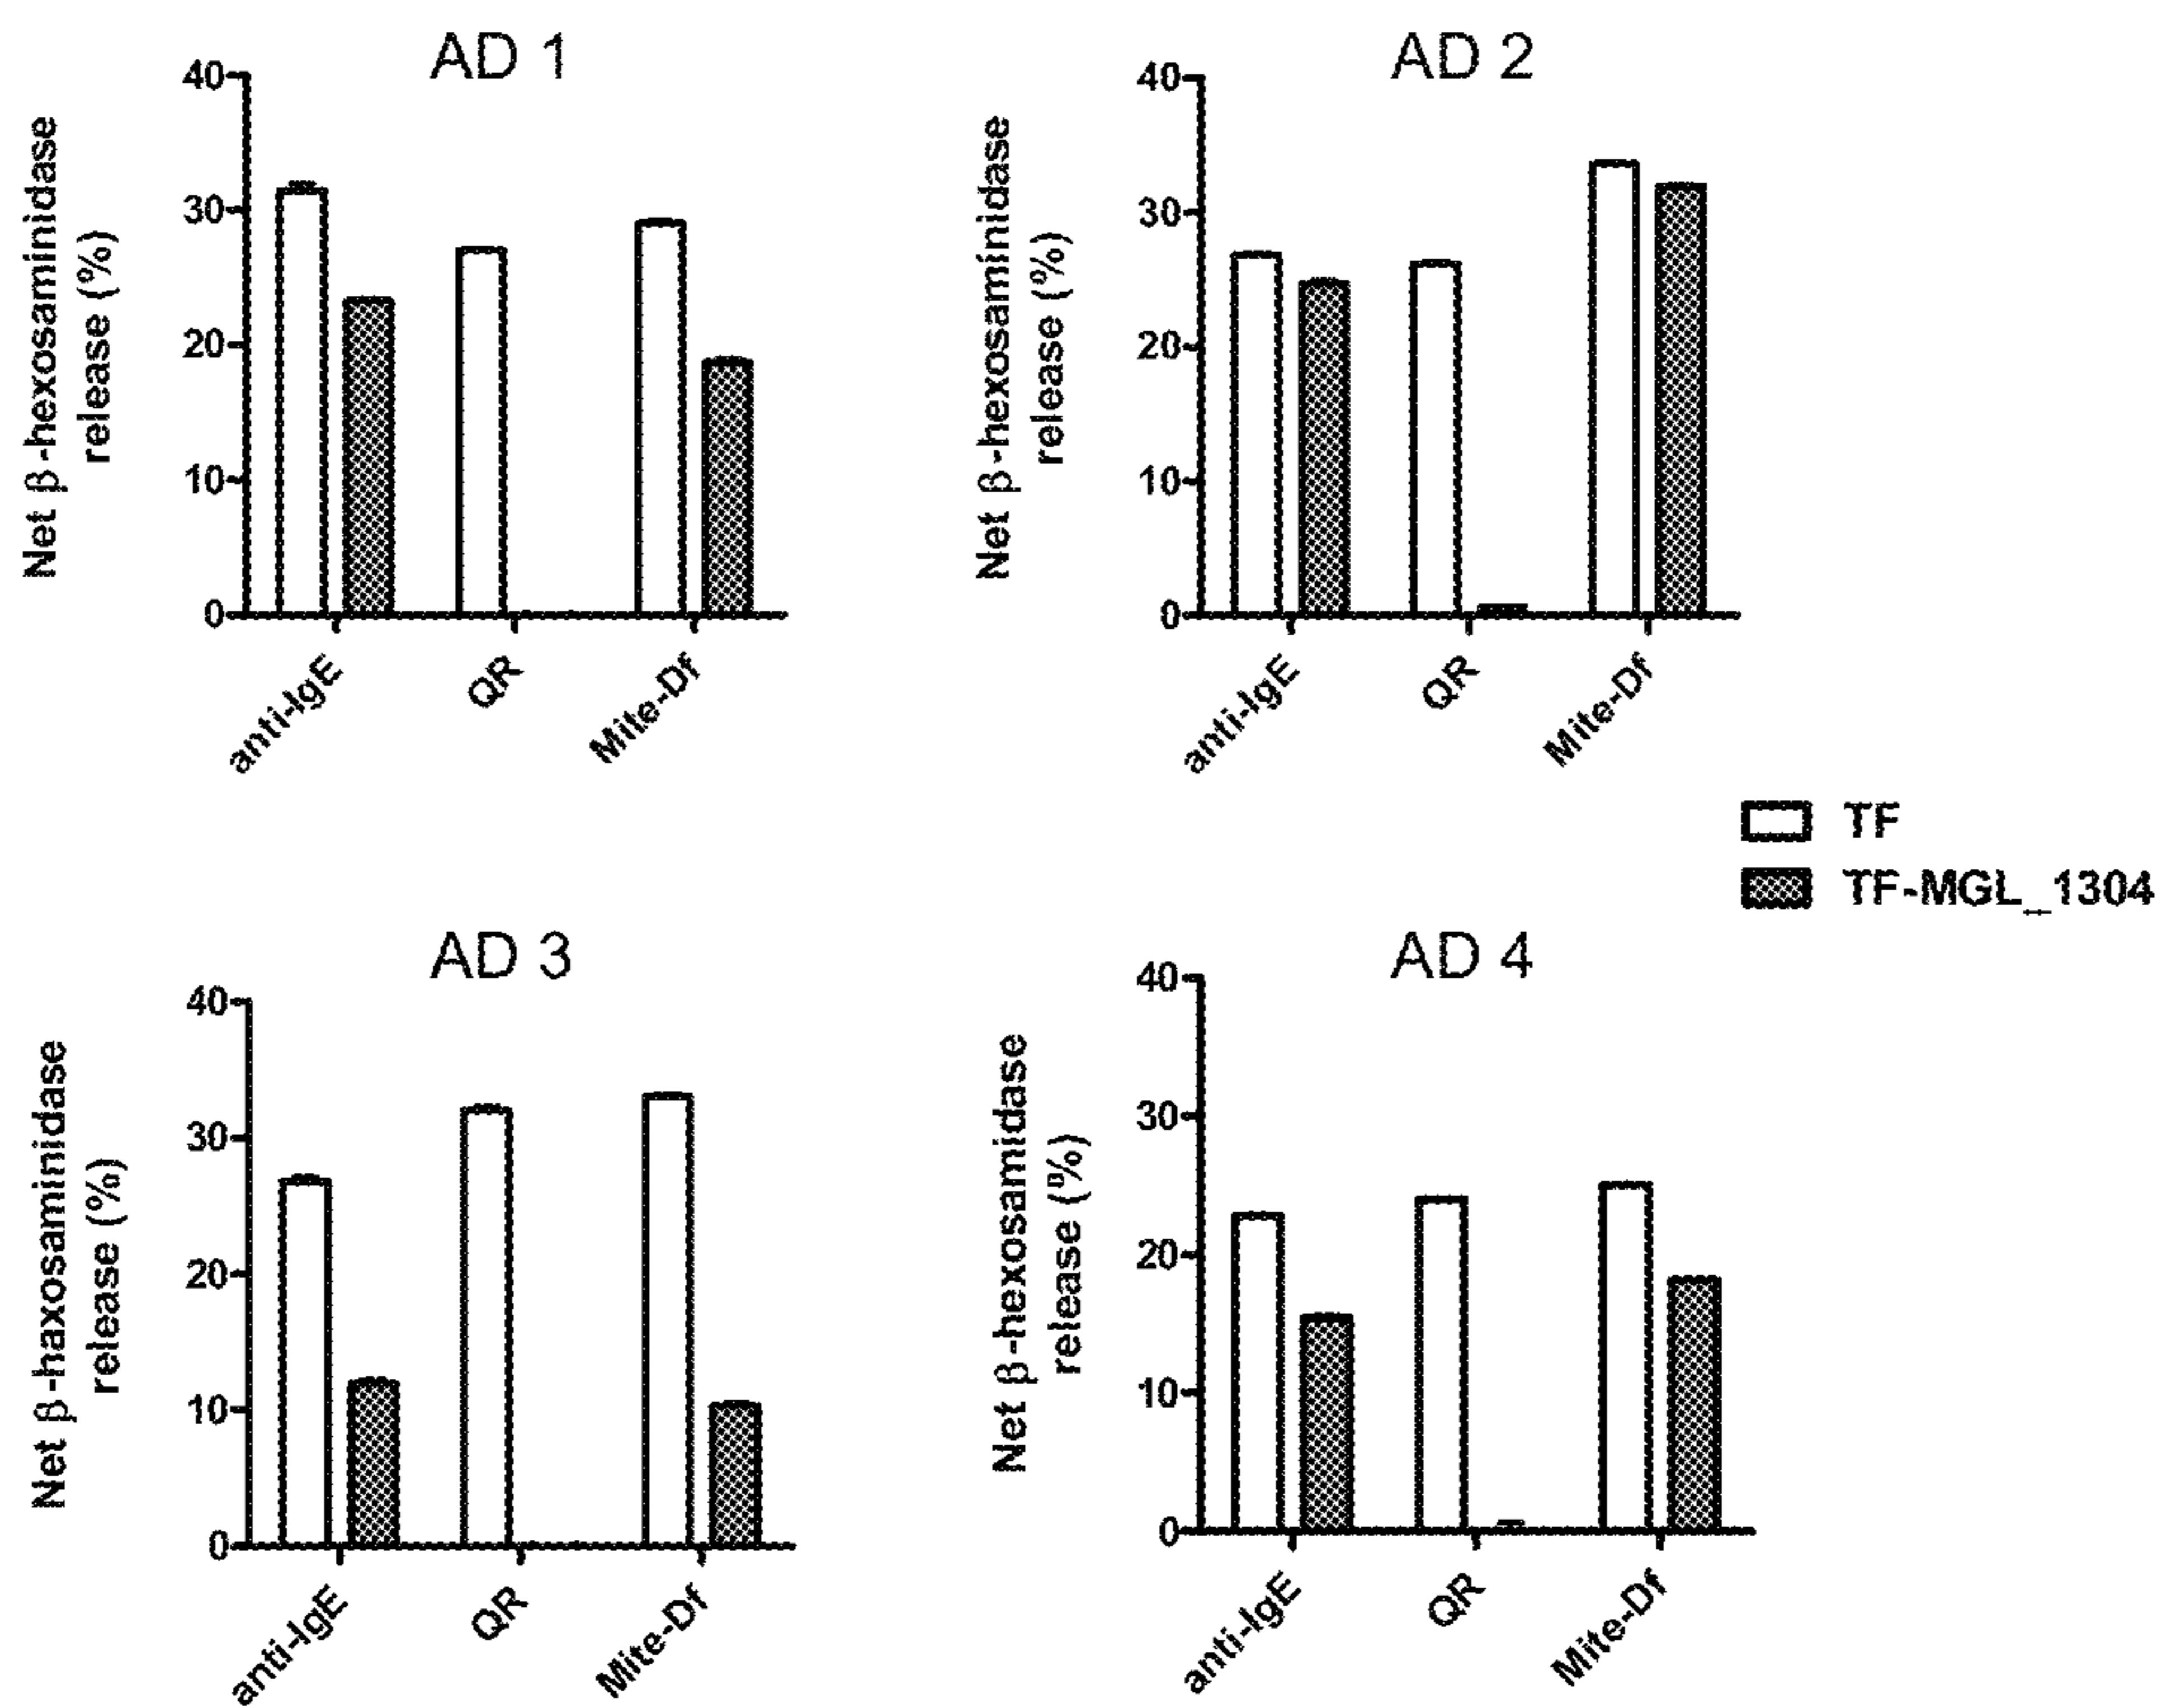 AD 1
Net β-hexosaminidase
release (%)
40
30
20
10
0
anti-IgE
QR
Mite-Df
AD 2
Net β-hexosaminidase
release (%)
40
30
20
10
0
anti-IgE
QR
Mite-Df
TF
TF-MGL_1304
AD 3
Net β-haxosaminidase
release (%)
40
30
20
10
0
anti-IgE
QR
Mite-Df
AD 4
Net β-hexosamidase
release (%)
40
30
20
10
0
anti-IgE
QR
Mite-Df